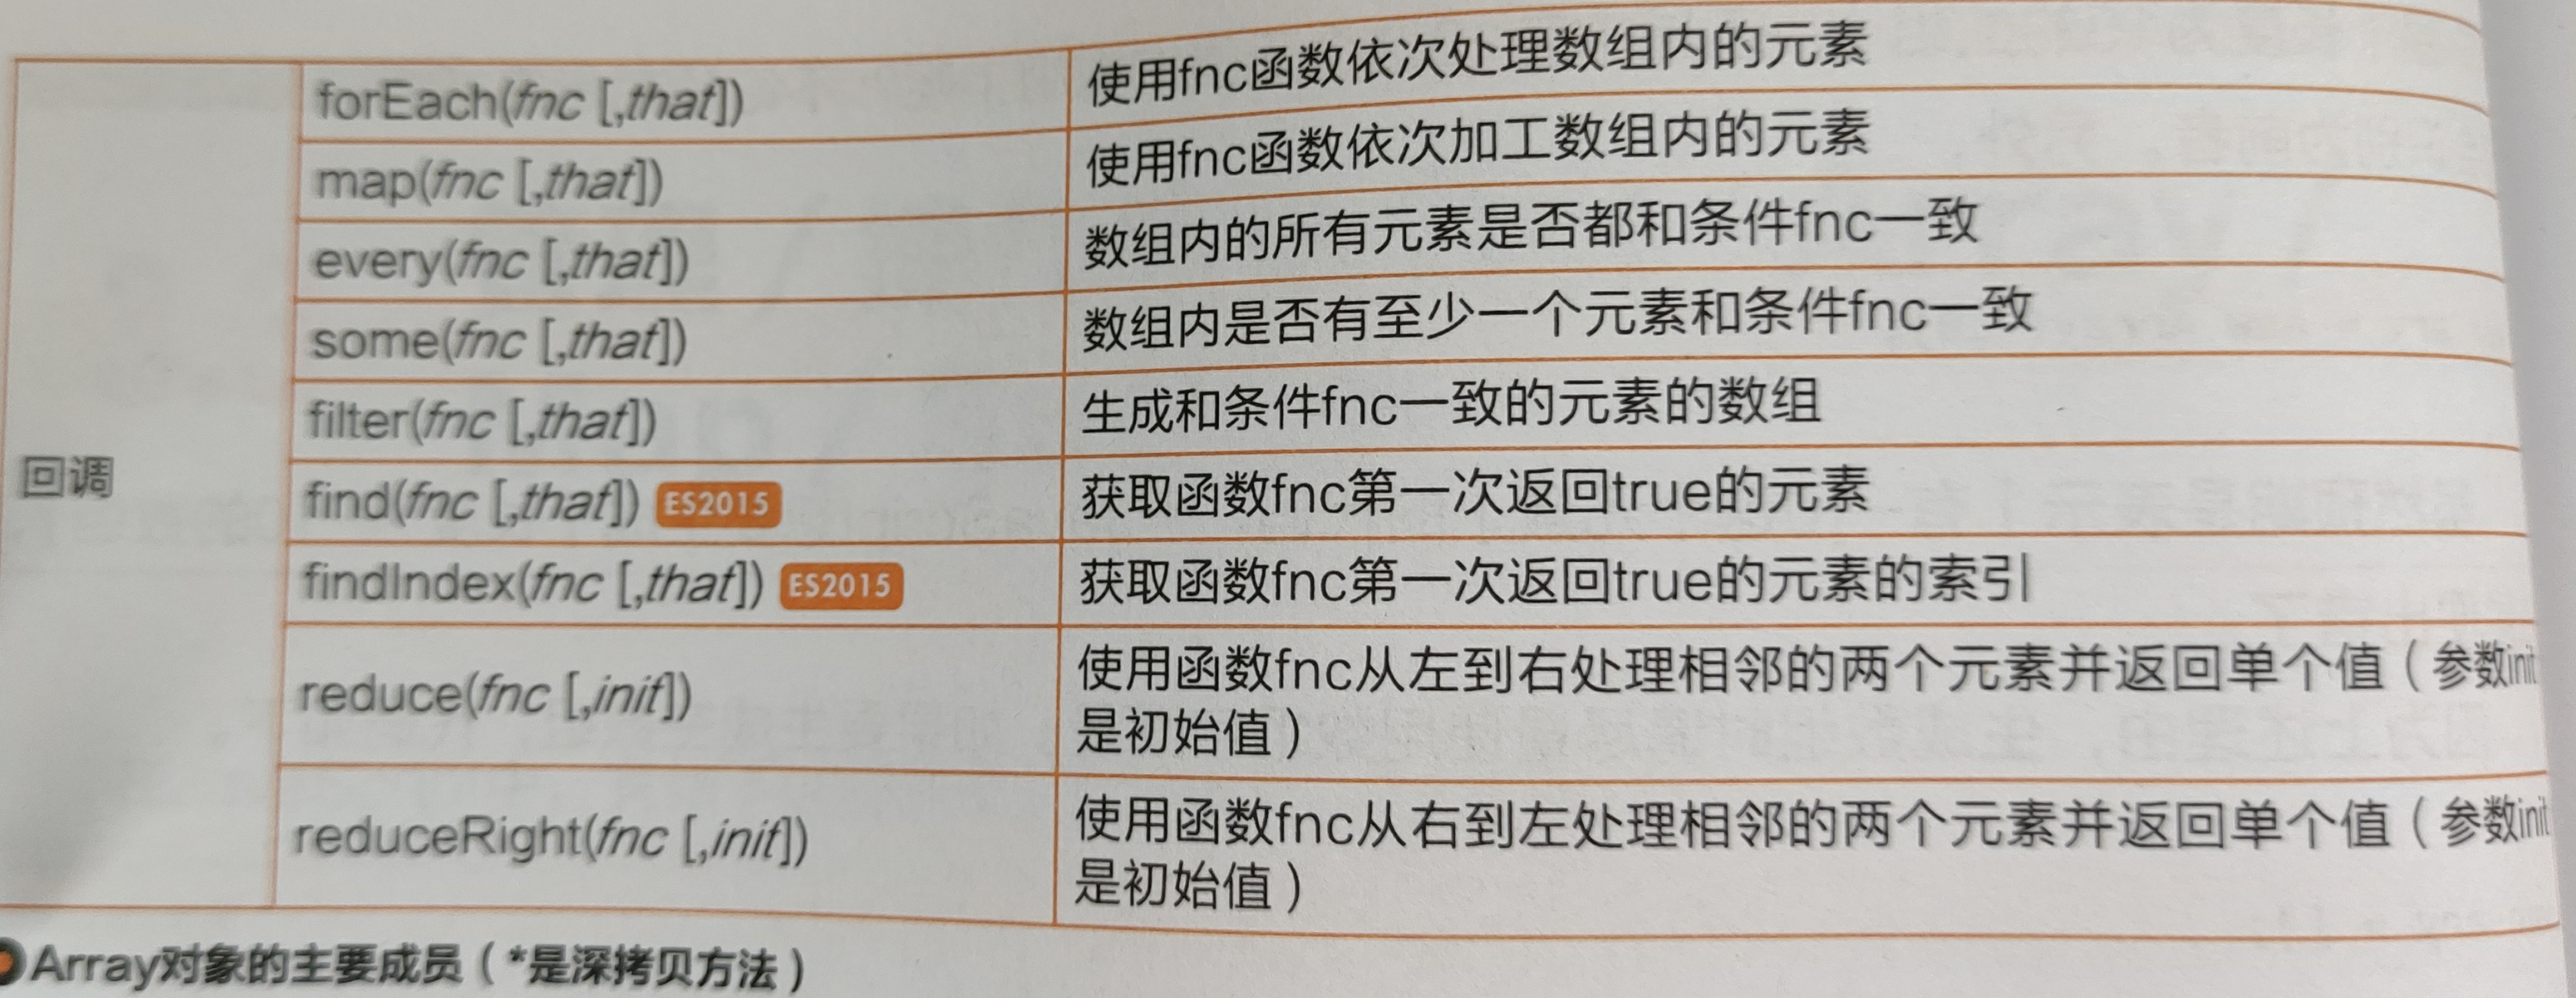 forEach(fnc [,that]) 使用fnc函数依次处理数组内的元素
map(fnc [,that]) 使用fnc函数依次加工数组内的元素
every(fnc [,that]) 数组内的所有元素是否都和条件fnc一致
some(fnc [,that]) 数组内是否有至少一个元素和条件fnc一致
filter(fnc [,that]) 生成和条件fnc一致的元素的数组
回调
find(fnc [,that]) ES2015 获取函数fnc第一次返回true的元素
findIndex(fnc [,that]) ES2015 获取函数fnc第一次返回true的元素的索引
reduce(fnc [,init]) 使用函数fnc从左到右处理相邻的两个元素并返回单个值（参数init
是初始值）
reduceRight(fnc [,init]) 使用函数fnc从右到左处理相邻的两个元素并返回单个值（参数init
是初始值）
Array对象的主要成员（*是深拷贝方法）